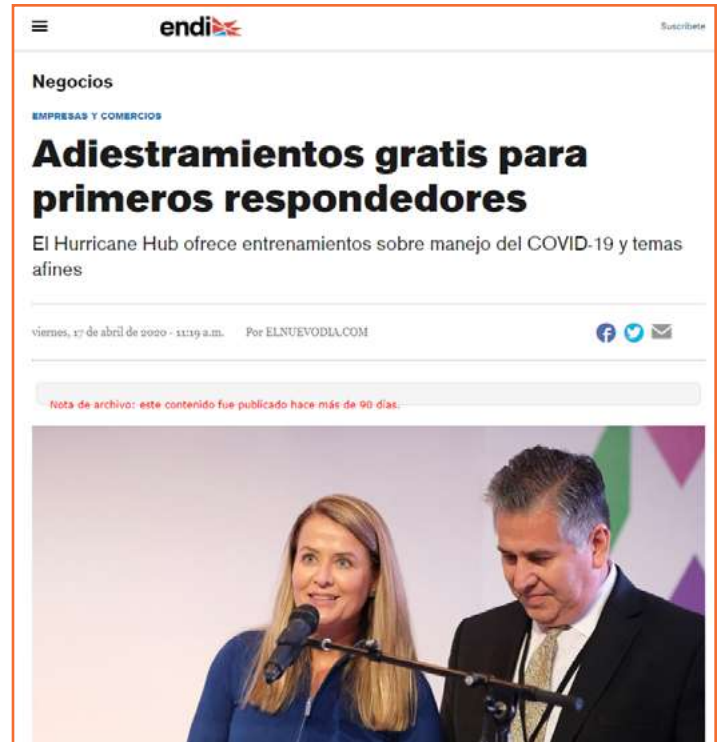 endi
Suscríbete
Negocios
EMPRESAS Y COMERCIOS
Adiestramientos gratis para
primeros respondedores
El Hurricane Hub ofrece entrenamientos sobre manejo del COVID-19 y temas
afines
viernes, 17 de abril de 2020 - 11:19 a.m. Por ELNUEVODIA.COM
Nota de archivo: este contenido fue publicado hace más de 90 días.